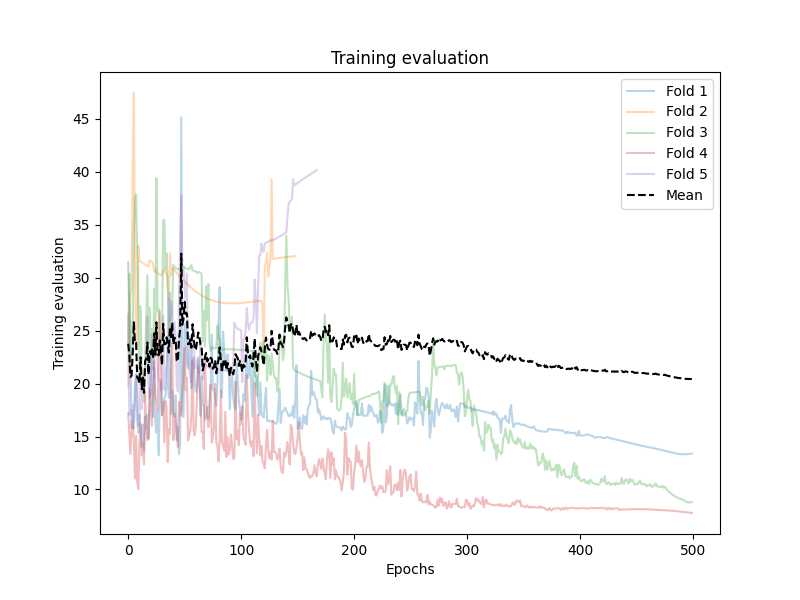 Training evaluation
Fold 1
Fold 2
Fold 3
Fold 4
Fold 5
Mean
45
40
35
30
25
20
15
10
Training evaluation
0 100 200 300 400 500
Epochs